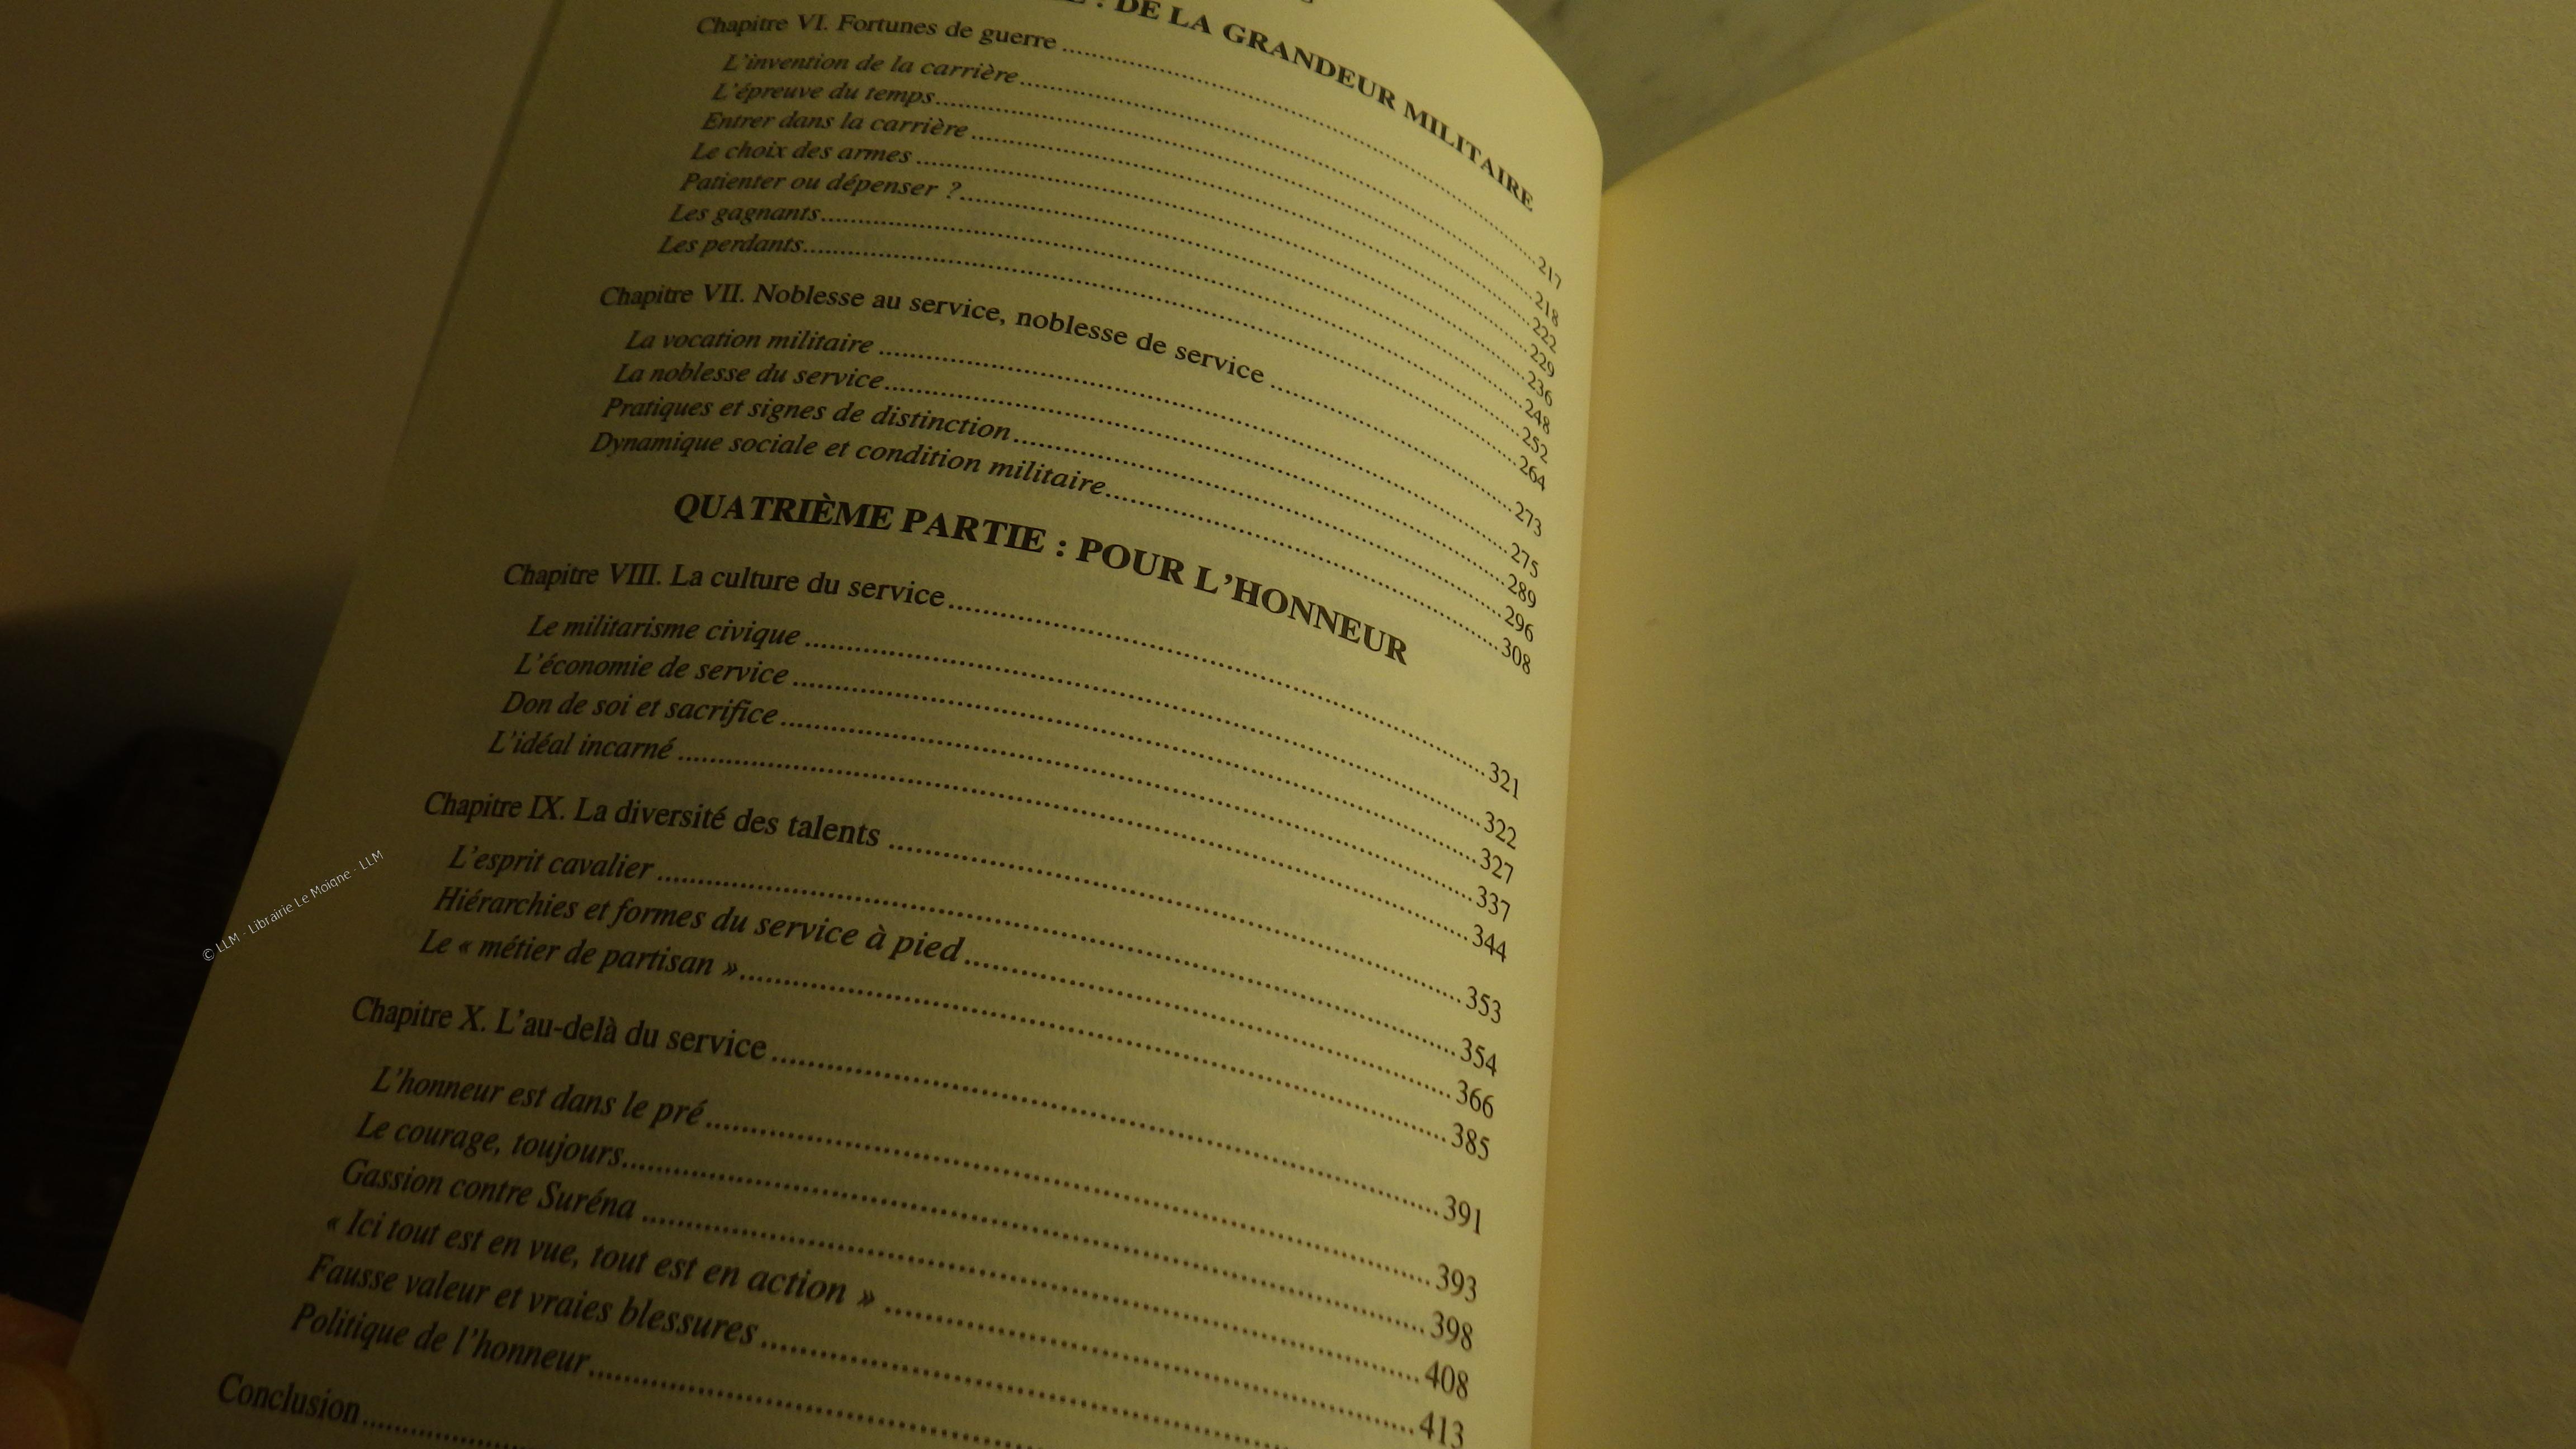 : DE LA GRANDEUR MILITAIRE
Chapitre VI. Fortunes de guerre ........ 217
L'invention de la carrière ........ 218
L'épreuve du temps ........ 222
Entrer dans la carrière ........ 229
Le choix des armes ........ 236
Patienter ou dépenser ? ........ 248
Les gagnants ........ 252
Les perdants ........ 264
Chapitre VII. Noblesse au service, noblesse de service ........ 273
La vocation militaire ........ 275
La noblesse du service ........ 289
Pratiques et signes de distinction ........ 296
Dynamique sociale et condition militaire ........ 308
QUATRIÈME PARTIE : POUR L'HONNEUR
Chapitre VIII. La culture du service ........ 321
Le militarisme civique ........ 322
L'économie de service ........ 327
Don de soi et sacrifice ........ 337
L'idéal incarné ........ 344
Chapitre IX. La diversité des talents ........ 353
L'esprit cavalier ........ 354
Hiérarchies et formes du service à pied ........ 366
Le « métier de partisan » ........ 385
Chapitre X. L'au-delà du service ........ 391
L'honneur est dans le pré ........ 393
Le courage, toujours ........ 398
Gassion contre Suréna ........ 408
« Ici tout est en vue, tout est en action » ........ 413
Fausse valeur et vraies blessures ........
Politique de l'honneur ........
Conclusion ........
© LLM - Librairie Le Moigne - LLM